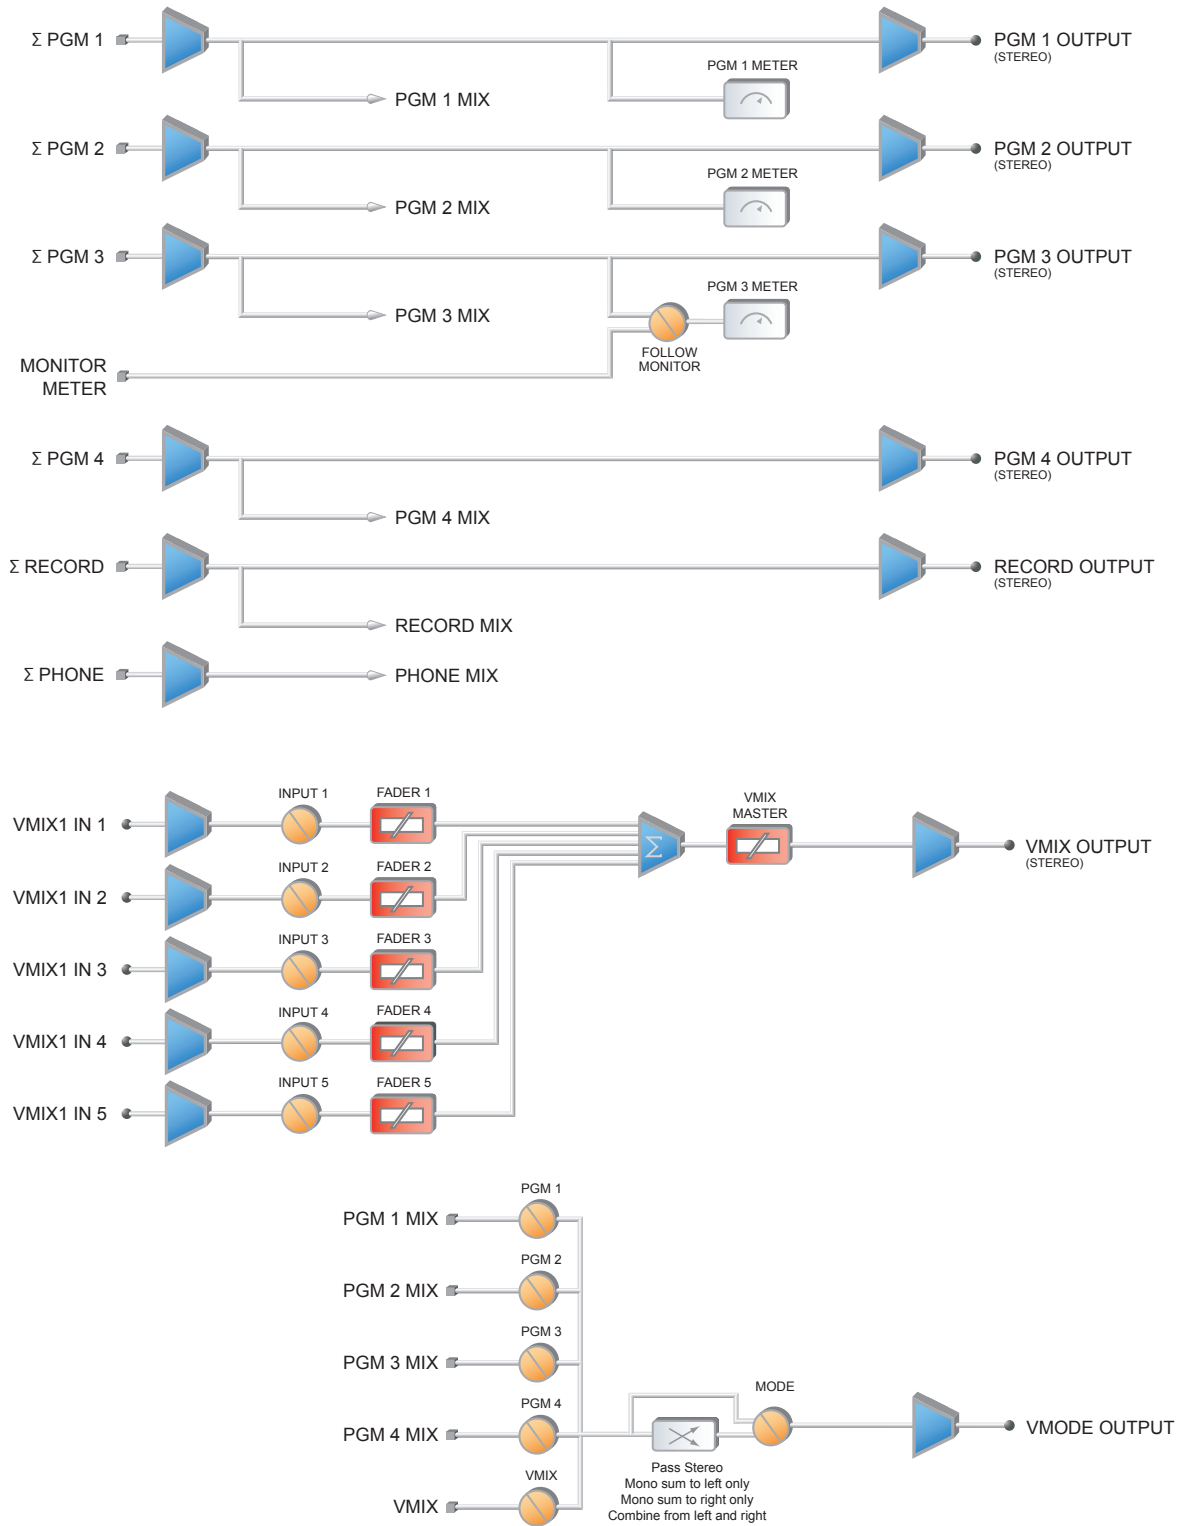 Σ PGM 1
PGM 1 OUTPUT
(STEREO)
PGM 1 METER
PGM 1 MIX
Σ PGM 2
PGM 2 OUTPUT
(STEREO)
PGM 2 METER
PGM 2 MIX
Σ PGM 3
PGM 3 OUTPUT
(STEREO)
PGM 3 METER
PGM 3 MIX
FOLLOW
MONITOR
MONITOR
METER
Σ PGM 4
PGM 4 OUTPUT
(STEREO)
PGM 4 MIX
Σ RECORD
RECORD OUTPUT
(STEREO)
RECORD MIX
Σ PHONE
PHONE MIX
VMIX1 IN 1
INPUT 1
FADER 1
Σ
VMIX
MASTER
VMIX OUTPUT
(STEREO)
VMIX1 IN 2
INPUT 2
FADER 2
VMIX1 IN 3
INPUT 3
FADER 3
VMIX1 IN 4
INPUT 4
FADER 4
VMIX1 IN 5
INPUT 5
FADER 5
PGM 1 MIX
PGM 1
PGM 2 MIX
PGM 2
PGM 3 MIX
PGM 3
PGM 4 MIX
PGM 4
MODE
VMODE OUTPUT
Pass Stereo
Mono sum to left only
Mono sum to right only
Combine from left and right
VMIX
VMIX